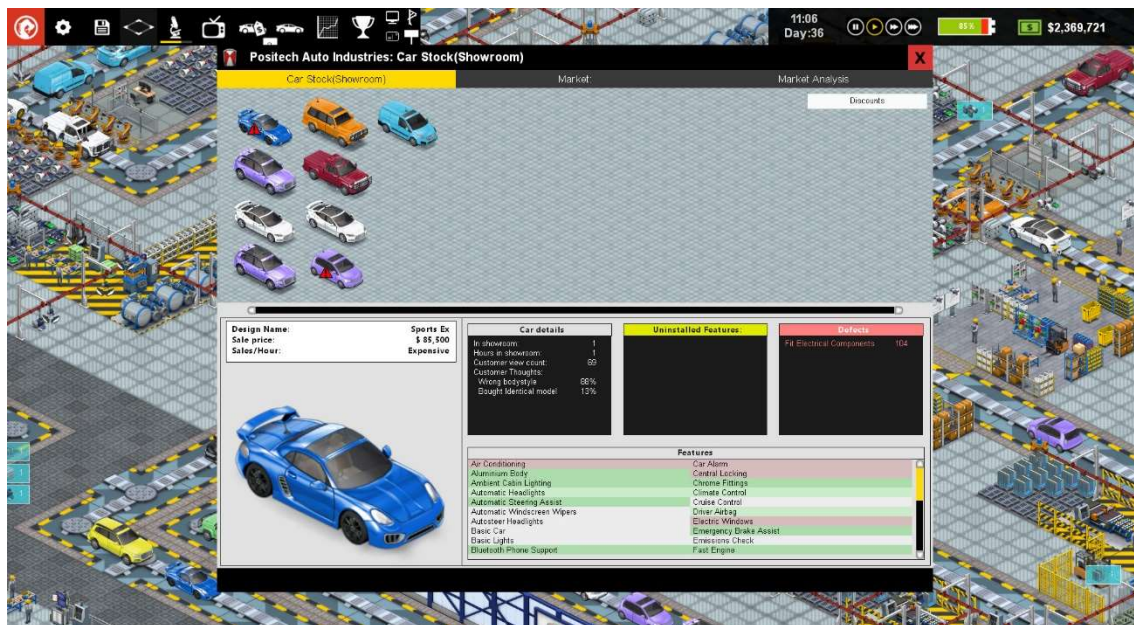 11:06
Day:36
85%
$2,369,721
Positech Auto Industries: Car Stock(Showroom)
X
Car Stock(Showroom)
Market:
Market Analysis
Discounts
Design Name: Sports Ex
Sale price: $ 85,500
Sales/Hour: Expensive
Car details
In showroom: 1
Hours in showroom: 1
Customer view count: 69
Customer Thoughts:
Wrong bodystyle 88%
Bought Identical model 13%
Uninstalled Features:
Defects
Fit Electrical Components 104
Features
Air Conditioning Car Alarm
Aluminium Body Central Locking
Ambient Cabin Lighting Chrome Fittings
Automatic Headlights Climate Control
Automatic Steering Assist Cruise Control
Automatic Windscreen Wipers Driver Airbag
Autosteer Headlights Electric Windows
Basic Car Emergency Brake Assist
Basic Lights Emissions Check
Bluetooth Phone Support Fast Engine